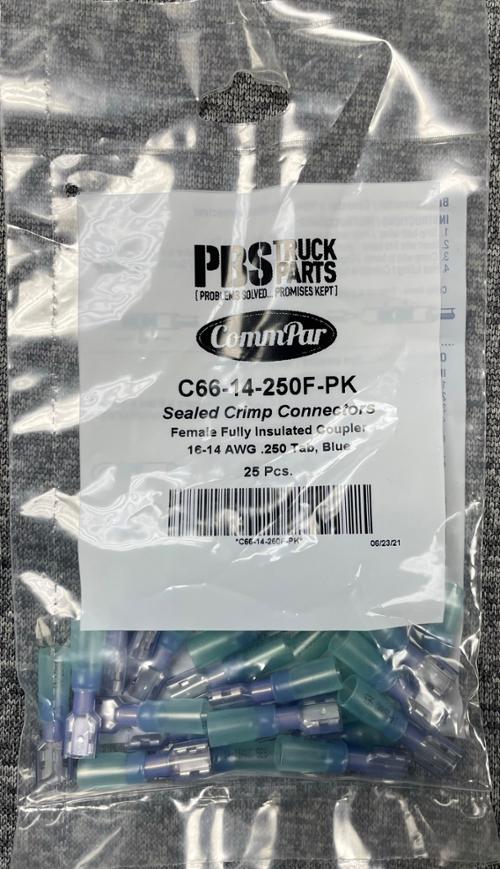 PBS TRUCK PARTS
[ PROBLEMS SOLVED... PROMISES KEPT ]
CommPar
C66-14-250F-PK
Sealed Crimp Connectors
Female Fully Insulated Coupler
16-14 AWG .250 Tab, Blue
25 Pcs.
*C66-14-250F-PK*
06/23/21